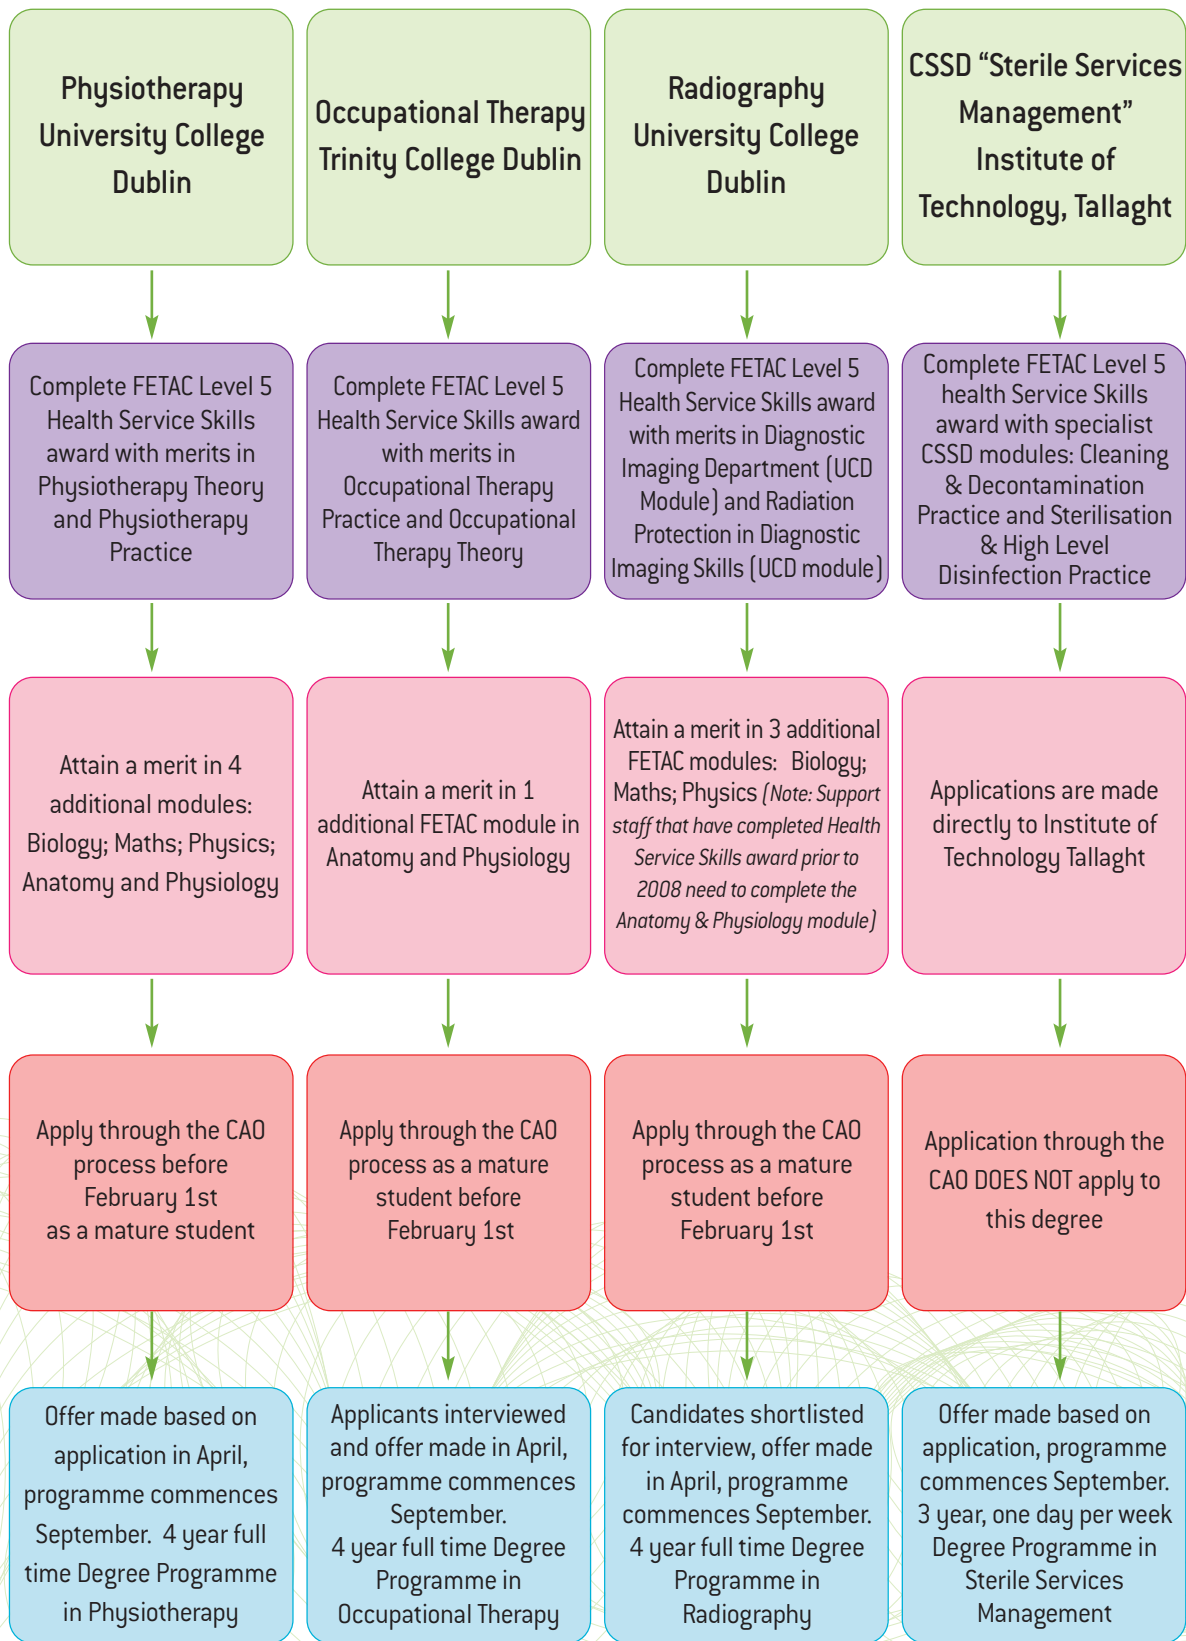 Physiotherapy
University College
Dublin
Occupational Therapy
Trinity College Dublin
Radiography
University College
Dublin
CSSD “Sterile Services
Management”
Institute of
Technology, Tallaght
Complete FETAC Level 5
Health Service Skills
award with merits in
Physiotherapy Theory
and Physiotherapy
Practice
Complete FETAC Level 5
Health Service Skills award
with merits in
Occupational Therapy
Practice and Occupational
Therapy Theory
Complete FETAC Level 5
Health Service Skills award
with merits in Diagnostic
Imaging Department (UCD
Module) and Radiation
Protection in Diagnostic
Imaging Skills (UCD module)
Complete FETAC Level 5
health Service Skills
award with specialist
CSSD modules: Cleaning
& Decontamination
Practice and Sterilisation
& High Level
Disinfection Practice
Attain a merit in 4
additional modules:
Biology; Maths; Physics;
Anatomy and Physiology
Attain a merit in 1
additional FETAC module in
Anatomy and Physiology
Attain a merit in 3 additional
FETAC modules: Biology;
Maths; Physics (Note: Support
staff that have completed Health
Service Skills award prior to
2008 need to complete the
Anatomy & Physiology module)
Applications are made
directly to Institute of
Technology Tallaght
Apply through the CAO
process before
February 1st
as a mature student
Apply through the CAO
process as a mature
student before
February 1st
Apply through the CAO
process as a mature
student before
February 1st
Application through the
CAO DOES NOT apply to
this degree
Offer made based on
application in April,
programme commences
September. 4 year full
time Degree Programme
in Physiotherapy
Applicants interviewed
and offer made in April,
programme commences
September.
4 year full time Degree
Programme in
Occupational Therapy
Candidates shortlisted
for interview, offer made
in April, programme
commences September.
4 year full time Degree
Programme in
Radiography
Offer made based on
application, programme
commences September.
3 year, one day per week
Degree Programme in
Sterile Services
Management